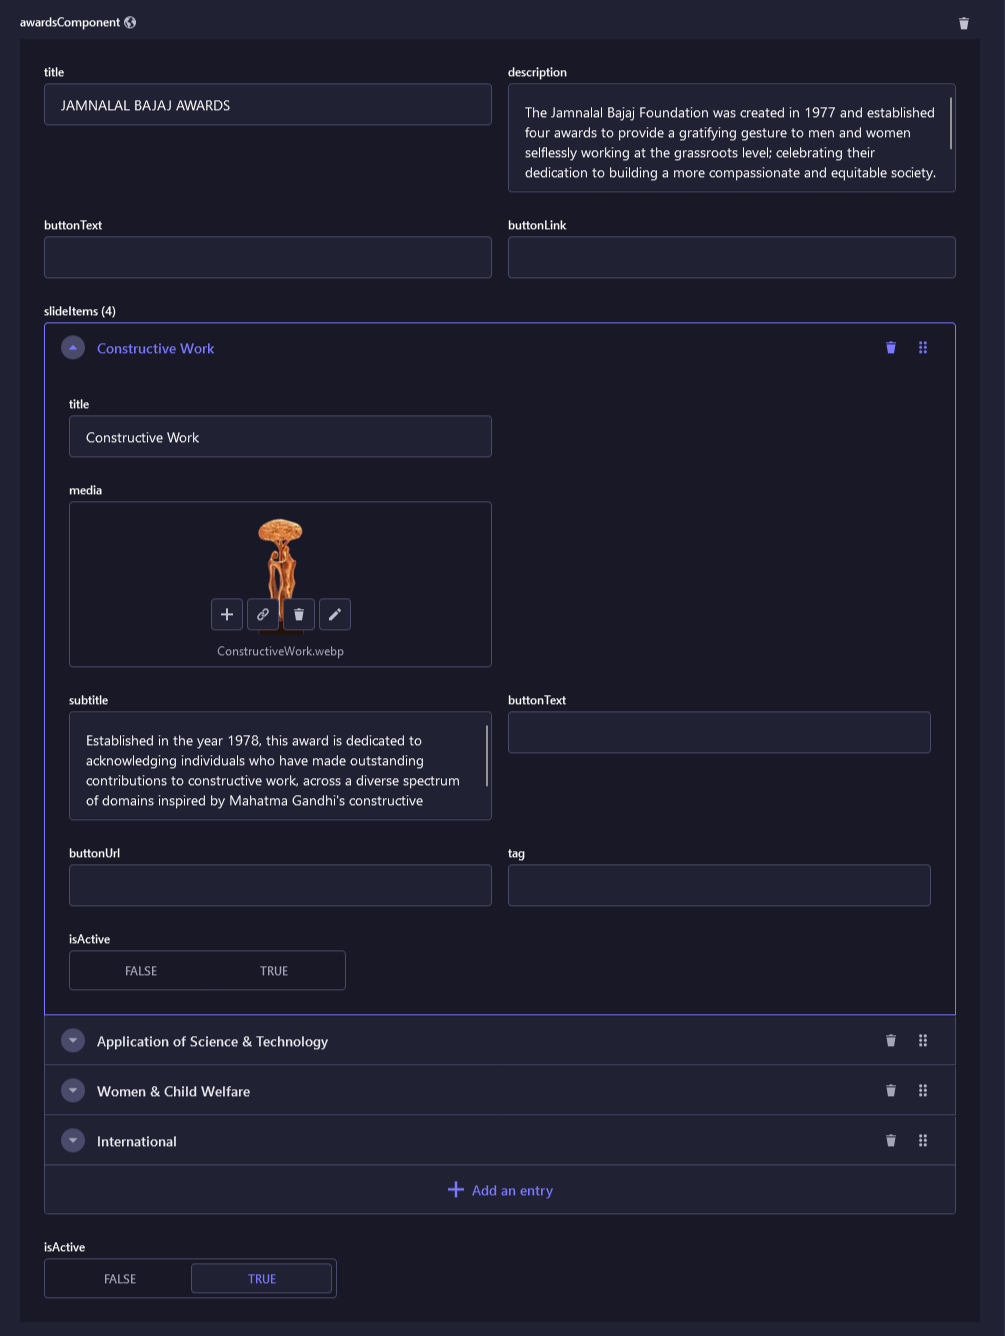 awardsComponent
title
description
JAMNALAL BAJAJ AWARDS
The Jamnalal Bajaj Foundation was created in 1977 and established
four awards to provide a gratifying gesture to men and women
selflessly working at the grassroots level; celebrating their
dedication to building a more compassionate and equitable society.
buttonText
buttonLink
slideItems (4)
Constructive Work
title
Constructive Work
media
ConstructiveWork.webp
subtitle
buttonText
Established in the year 1978, this award is dedicated to
acknowledging individuals who have made outstanding
contributions to constructive work, across a diverse spectrum
of domains inspired by Mahatma Gandhi's constructive
buttonUrl
tag
isActive
FALSE TRUE
Application of Science & Technology
Women & Child Welfare
International
Add an entry
isActive
FALSE TRUE